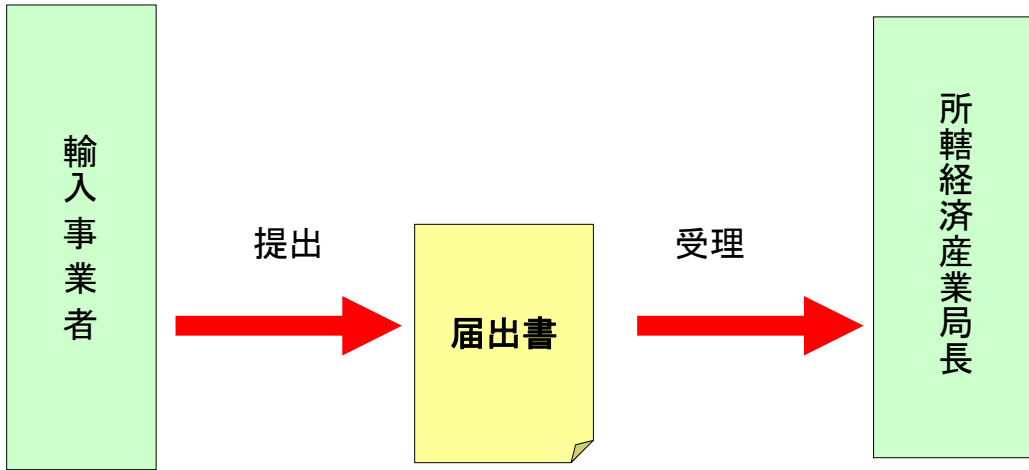 輸入事業者
提出
届出書
受理
所轄経済産業局長